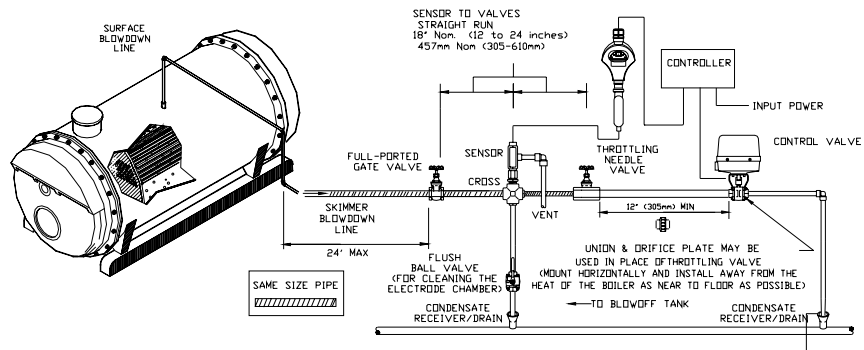 SENSOR TO VALVES
STRAIGHT RUN
18" Nom. (12 to 24 inches)
457mm Nom (305-610mm)
SURFACE
BLOWDOWN
LINE
CONTROLLER
INPUT POWER
CONTROL VALVE
FULL-PORTED
GATE VALVE
SENSOR
THROTTLING
NEEDLE
VALVE
CROSS
VENT
SKIMMER
BLOWDOWN
LINE
12" (305mm) MIN
24' MAX
FLUSH
BALL VALVE
(FOR CLEANING THE
ELECTRODE CHAMBER)
UNION & ORIFICE PLATE MAY BE
USED IN PLACE OFTHROTTLING VALVE
(MOUNT HORIZONTALLY AND INSTALL AWAY FROM THE
HEAT OF THE BOILER AS NEAR TO FLOOR AS POSSIBLE)
SAME SIZE PIPE
TO BLOWOFF TANK
CONDENSATE
RECEIVER/DRAIN
CONDENSATE
RECEIVER/DRAIN